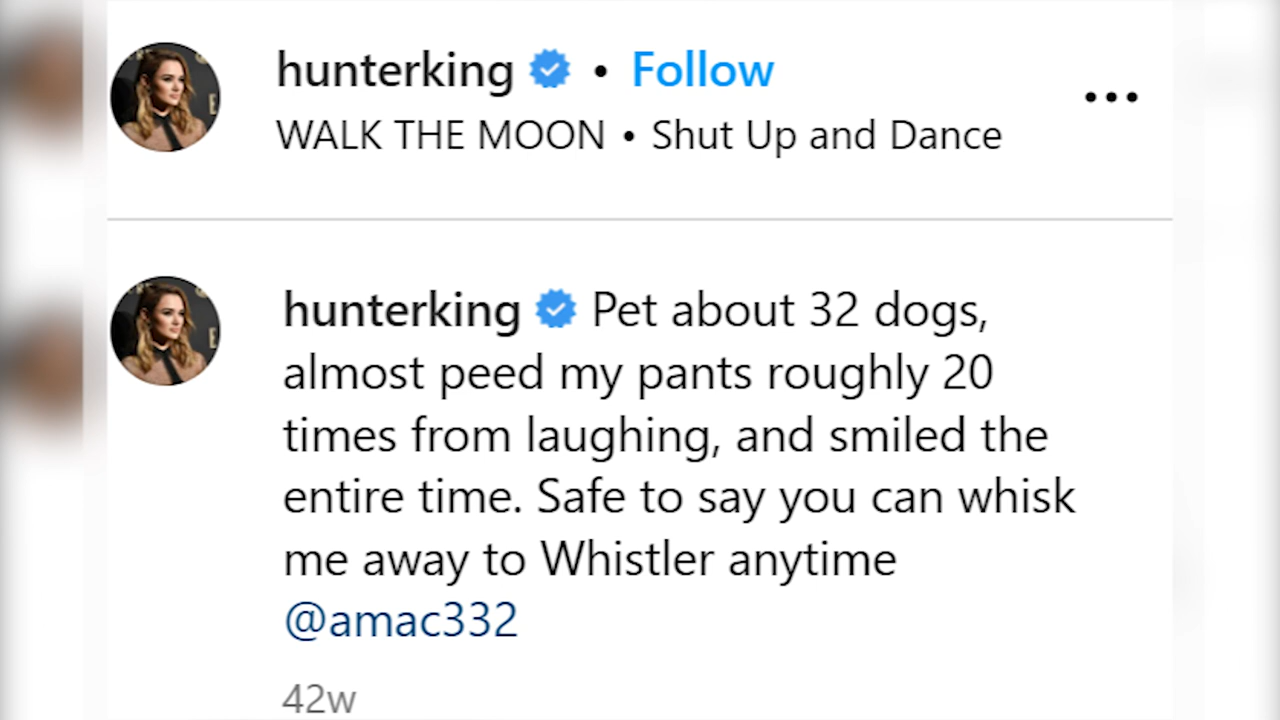 hunterking • Follow
WALK THE MOON • Shut Up and Dance
hunterking Pet about 32 dogs,
almost peed my pants roughly 20
times from laughing, and smiled the
entire time. Safe to say you can whisk
me away to Whistler anytime
@amac332
42w